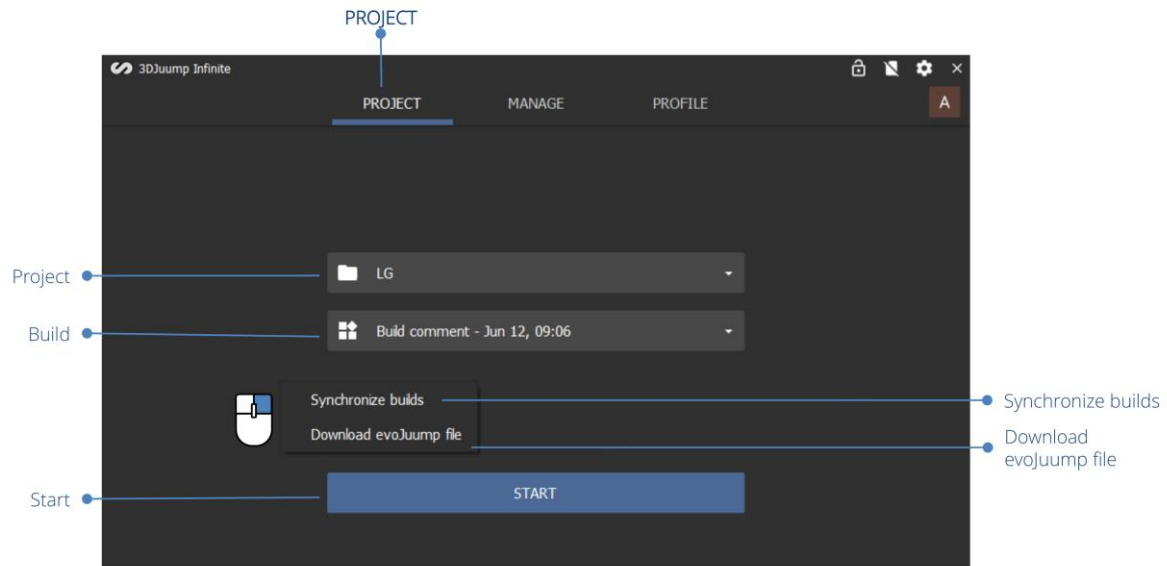 PROJECT
3DJuump Infinite
PROJECT MANAGE PROFILE
A
Project
LG
Build
Build comment - Jun 12, 09:06
Synchronize builds
Synchronize builds
Download evoJuump file
Download
evoJuump file
Start
START